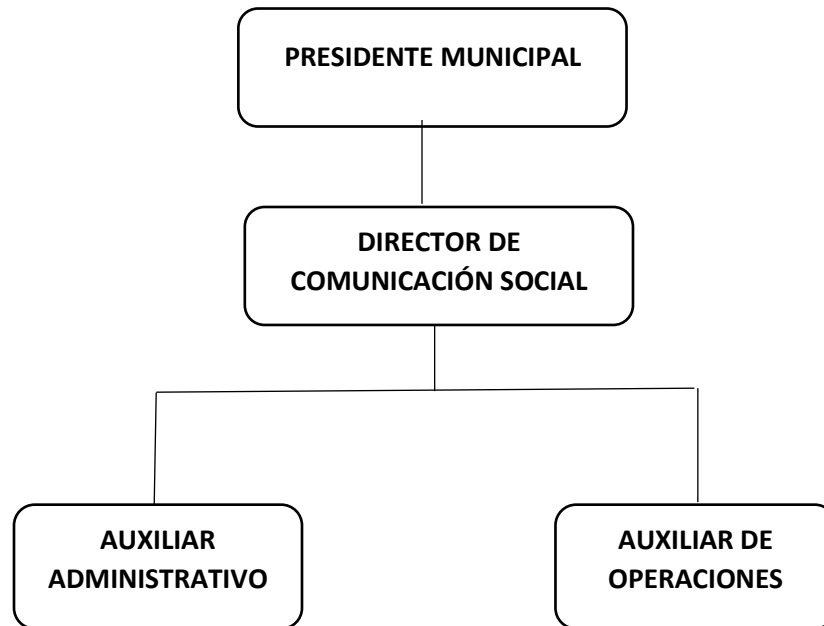 PRESIDENTE MUNICIPAL
DIRECTOR DE
COMUNICACIÓN SOCIAL
AUXILIAR
ADMINISTRATIVO
AUXILIAR DE
OPERACIONES